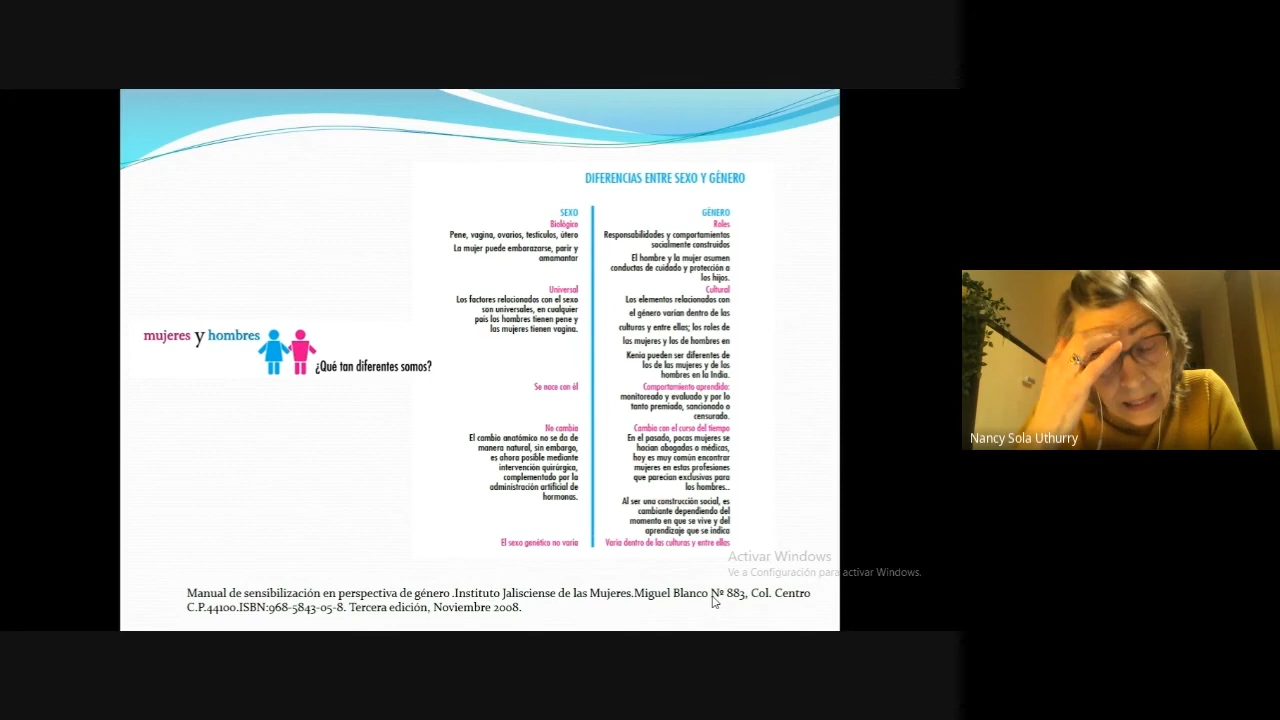 DIFERENCIAS ENTRE SEXO Y GÉNERO
SEXO
Biológico
Pene, vagina, ovarios, testículos, útero
La mujer puede embarazarse, parir y
amamantar
Universal
Los factores relacionados con el sexo
son universales, en cualquier
país los hombres tienen pene y
las mujeres tienen vagina.
Se nace con él
No cambia
El cambio anatómico no se da de
manera natural, sin embargo,
es ahora posible mediante
intervención quirúrgica,
complementado por la
administración artificial de
hormonas.
El sexo genético no varía
GÉNERO
Roles
Responsabilidades y comportamientos
socialmente construidos
El hombre y la mujer asumen
conductas de cuidado y protección a
los hijos.
Cultural
Los elementos relacionados con
el género varían dentro de las
culturas y entre ellas; los roles de
las mujeres y los de hombres en
Kenia pueden ser diferentes de
los de las mujeres y de los
hombres en la India.
Comportamiento aprendido:
monitoreado y evaluado y por lo
tanto premiado, sancionado o
censurado.
Cambia con el curso del tiempo
En el pasado, pocas mujeres se
hacían abogadas o médicas,
hoy es muy común encontrar
mujeres en estas profesiones
que parecían exclusivas para
los hombres..
Al ser una construcción social, es
cambiante dependiendo del
momento en que se vive y del
aprendizaje que se indica
Varía dentro de las culturas y entre ellas
mujeres y hombres
¿Qué tan diferentes somos?
Nancy Sola Uthurry
Activar Windows
Ve a Configuración para activar Windows.
Manual de sensibilización en perspectiva de género .Instituto Jalisciense de las Mujeres.Miguel Blanco Nº 883, Col. Centro
C.P.44100.ISBN:968-5843-05-8. Tercera edición, Noviembre 2008.